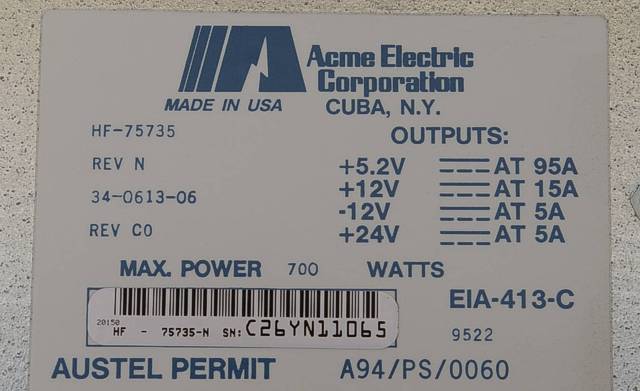 Acme Electric
Corporation
MADE IN USA
CUBA, N.Y.
HF-75735
OUTPUTS:
REV N
+5.2V AT 95A
34-0613-06
+12V AT 15A
-12V AT 5A
REV C0
+24V AT 5A
MAX. POWER 700 WATTS
EIA-413-C
20150
HF - 75735-N SN: C26YN11065
9522
AUSTEL PERMIT A94/PS/0060